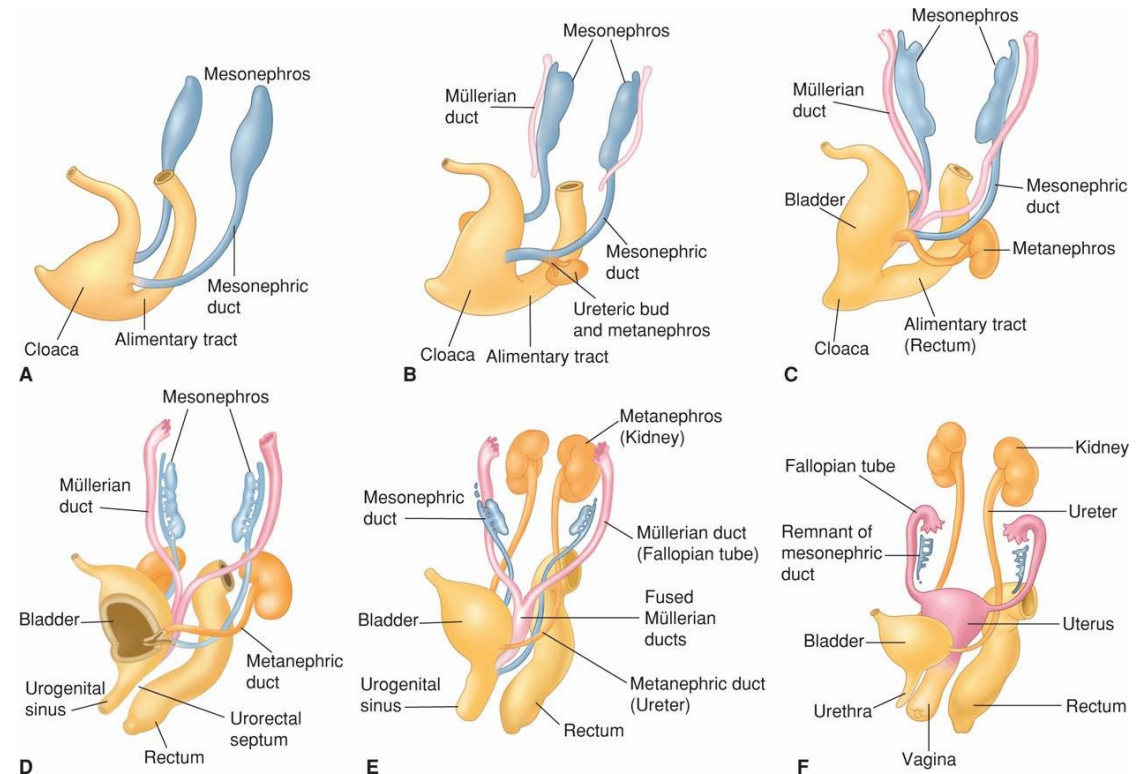 Mesonephros
Mesonephric
duct
Alimentary tract
Cloaca
A
Mesonephros
Müllerian
duct
Mesonephric
duct
Ureteric bud
and metanephros
Cloaca
Alimentary tract
B
Mesonephros
Müllerian
duct
Bladder
Mesonephric
duct
Metanephros
Alimentary tract
(Rectum)
Cloaca
C
Mesonephros
Müllerian
duct
Bladder
Metanephric
duct
Urogenital
sinus
Urorectal
septum
Rectum
D
Metanephros
(Kidney)
Mesonephric
duct
Müllerian duct
(Fallopian tube)
Fused
Müllerian
ducts
Bladder
Metanephric duct
(Ureter)
Urogenital
sinus
Rectum
E
Kidney
Fallopian tube
Ureter
Remnant of
mesonephric
duct
Uterus
Bladder
Urethra
Rectum
Vagina
F